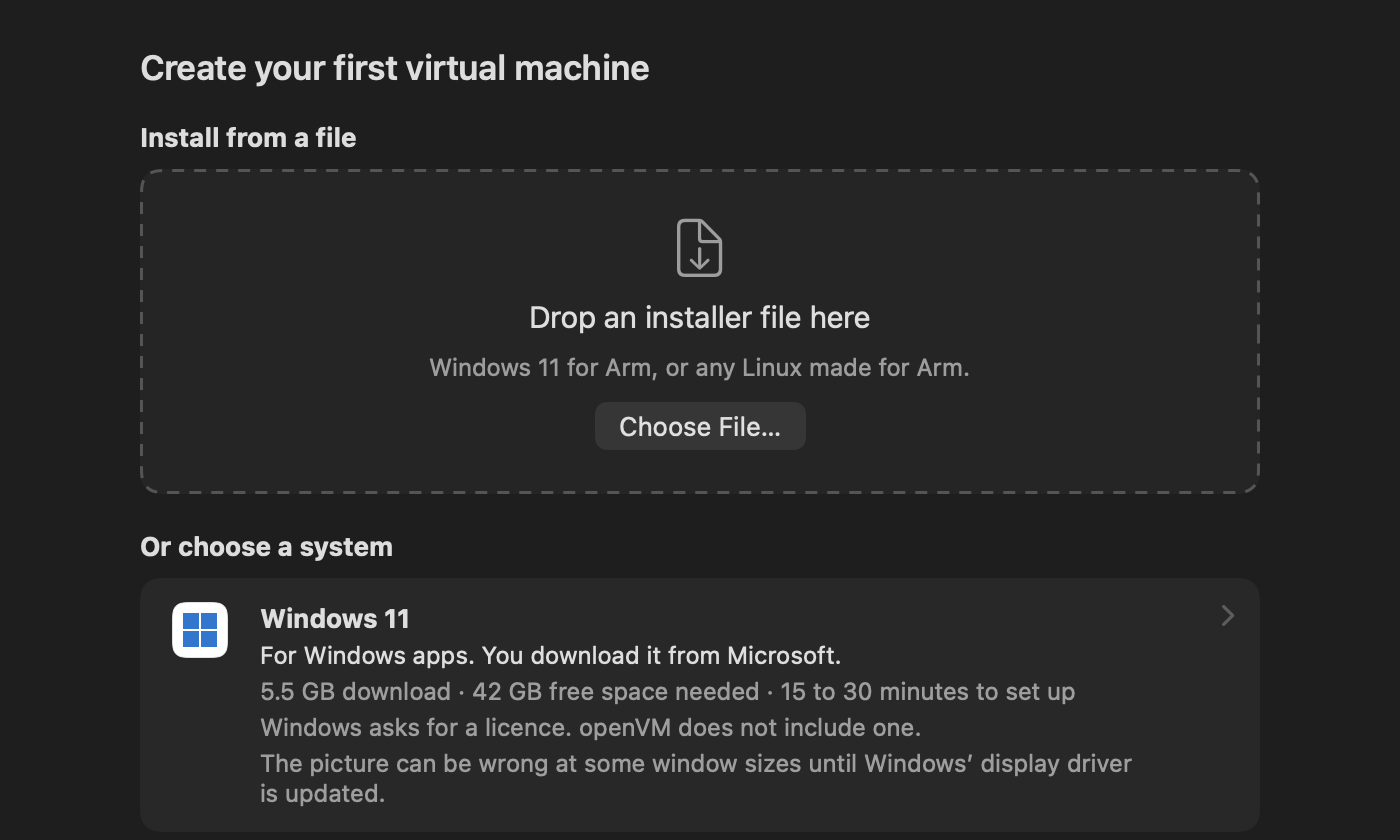 Create your first virtual machine
Install from a file
Drop an installer file here
Windows 11 for Arm, or any Linux made for Arm.
Choose File…
Or choose a system
Windows 11
For Windows apps. You download it from Microsoft.
5.5 GB download · 42 GB free space needed · 15 to 30 minutes to set up
Windows asks for a licence. openVM does not include one.
The picture can be wrong at some window sizes until Windows’ display driver
is updated.